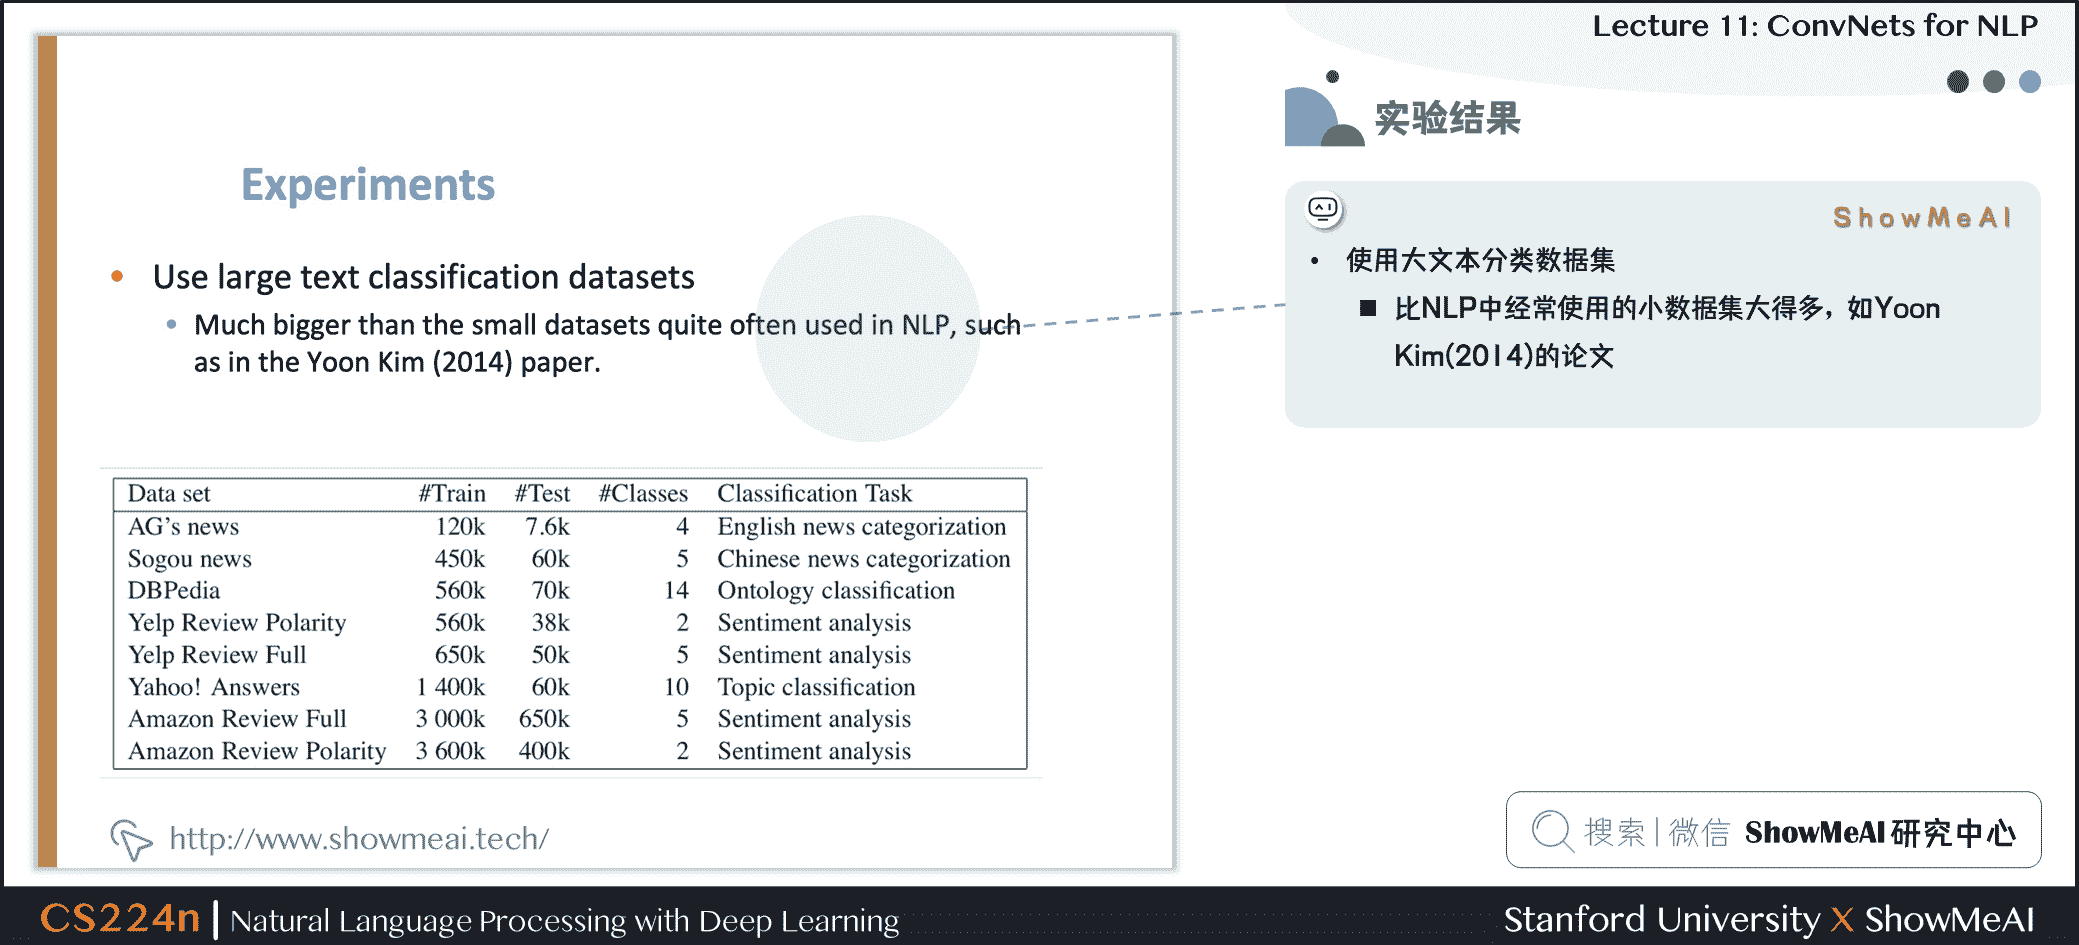 Lecture 11: ConvNets for NLP
实验结果
Experiments
Use large text classification datasets
Much bigger than the small datasets quite often used in NLP, such
as in the Yoon Kim (2014) paper.
ShowMeAI
使用大文本分类数据集
比NLP中经常使用的小数据集大得多，如Yoon
Kim(2014)的论文
Data set #Train #Test #Classes Classification Task
AG's news 120k 7.6k 4 English news categorization
Sogou news 450k 60k 5 Chinese news categorization
DBPedia 560k 70k 14 Ontology classification
Yelp Review Polarity 560k 38k 2 Sentiment analysis
Yelp Review Full 650k 50k 5 Sentiment analysis
Yahoo! Answers 1 400k 60k 10 Topic classification
Amazon Review Full 3 000k 650k 5 Sentiment analysis
Amazon Review Polarity 3 600k 400k 2 Sentiment analysis
http://www.showmeai.tech/
搜索|微信 ShowMeAI研究中心
CS224n | Natural Language Processing with Deep Learning
Stanford University X ShowMeAI